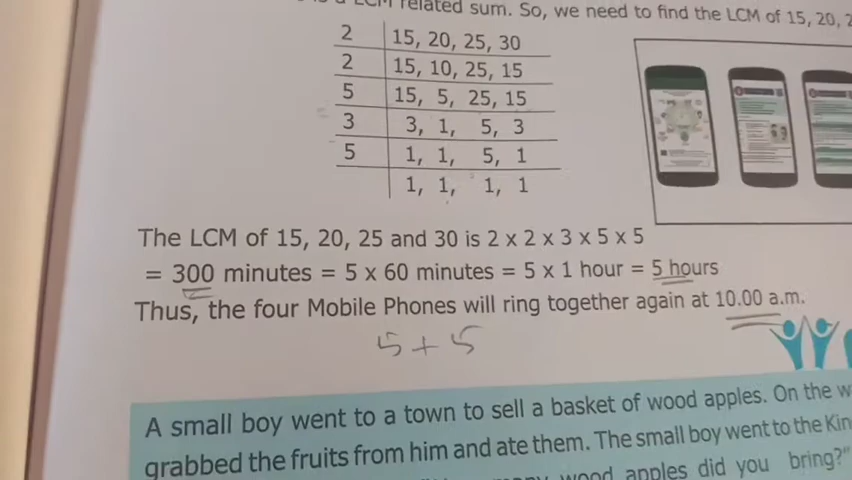 LCM related sum. So, we need to find the LCM of 15, 20,
2 15, 20, 25, 30
2 15, 10, 25, 15
5 15, 5, 25, 15
3 3, 1, 5, 3
5 1, 1, 5, 1
1, 1, 1, 1
The LCM of 15, 20, 25 and 30 is 2 x 2 x 3 x 5 x 5
= 300 minutes = 5 x 60 minutes = 5 x 1 hour = 5 hours
Thus, the four Mobile Phones will ring together again at 10.00 a.m.
5 + 5
A small boy went to a town to sell a basket of wood apples. On the
grabbed the fruits from him and ate them. The small boy went to the
wood apples did you bring?"